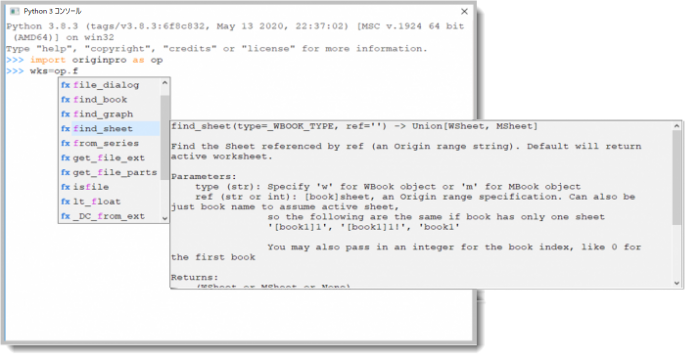 Python 3 コンソール
Python 3.8.3 (tags/v3.8.3:6f8c832, May 13 2020, 22:37:02) [MSC v.1924 64 bit
(AMD64)] on win32
Type "help", "copyright", "credits" or "license" for more information.
>>> import originpro as op
>>> wks=op.f
fx file_dialog
fx find_book
fx find_graph
fx find_sheet
fx from_series
fx get_file_ext
fx get_file_parts
fx isfile
fx lt_float
fx _DC_from_ext
find_sheet(type=_WBOOK_TYPE, ref='') -> Union[WSheet, MSheet]
Find the Sheet referenced by ref (an Origin range string). Default will return
active worksheet.
Parameters:
type (str): Specify 'w' for WBook object or 'm' for MBook object
ref (str or int): [book]sheet, an Origin range specification. Can also be
just book name to assume active sheet,
so the following are the same if book has only one sheet
'[book1]1', '[book1]1!', 'book1'
You may also pass in an integer for the book index, like 0 for
the first book
Returns:
(WSheet or MSheet or None)